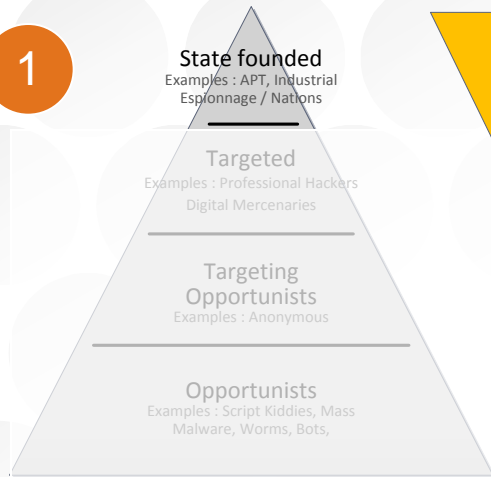 1
State founded
Examples : APT, Industrial
Espionnage / Nations
Targeted
Examples : Professional Hackers
Digital Mercenaries
Targeting
Opportunists
Examples : Anonymous
Opportunists
Examples : Script Kiddies, Mass
Malware, Worms, Bots,